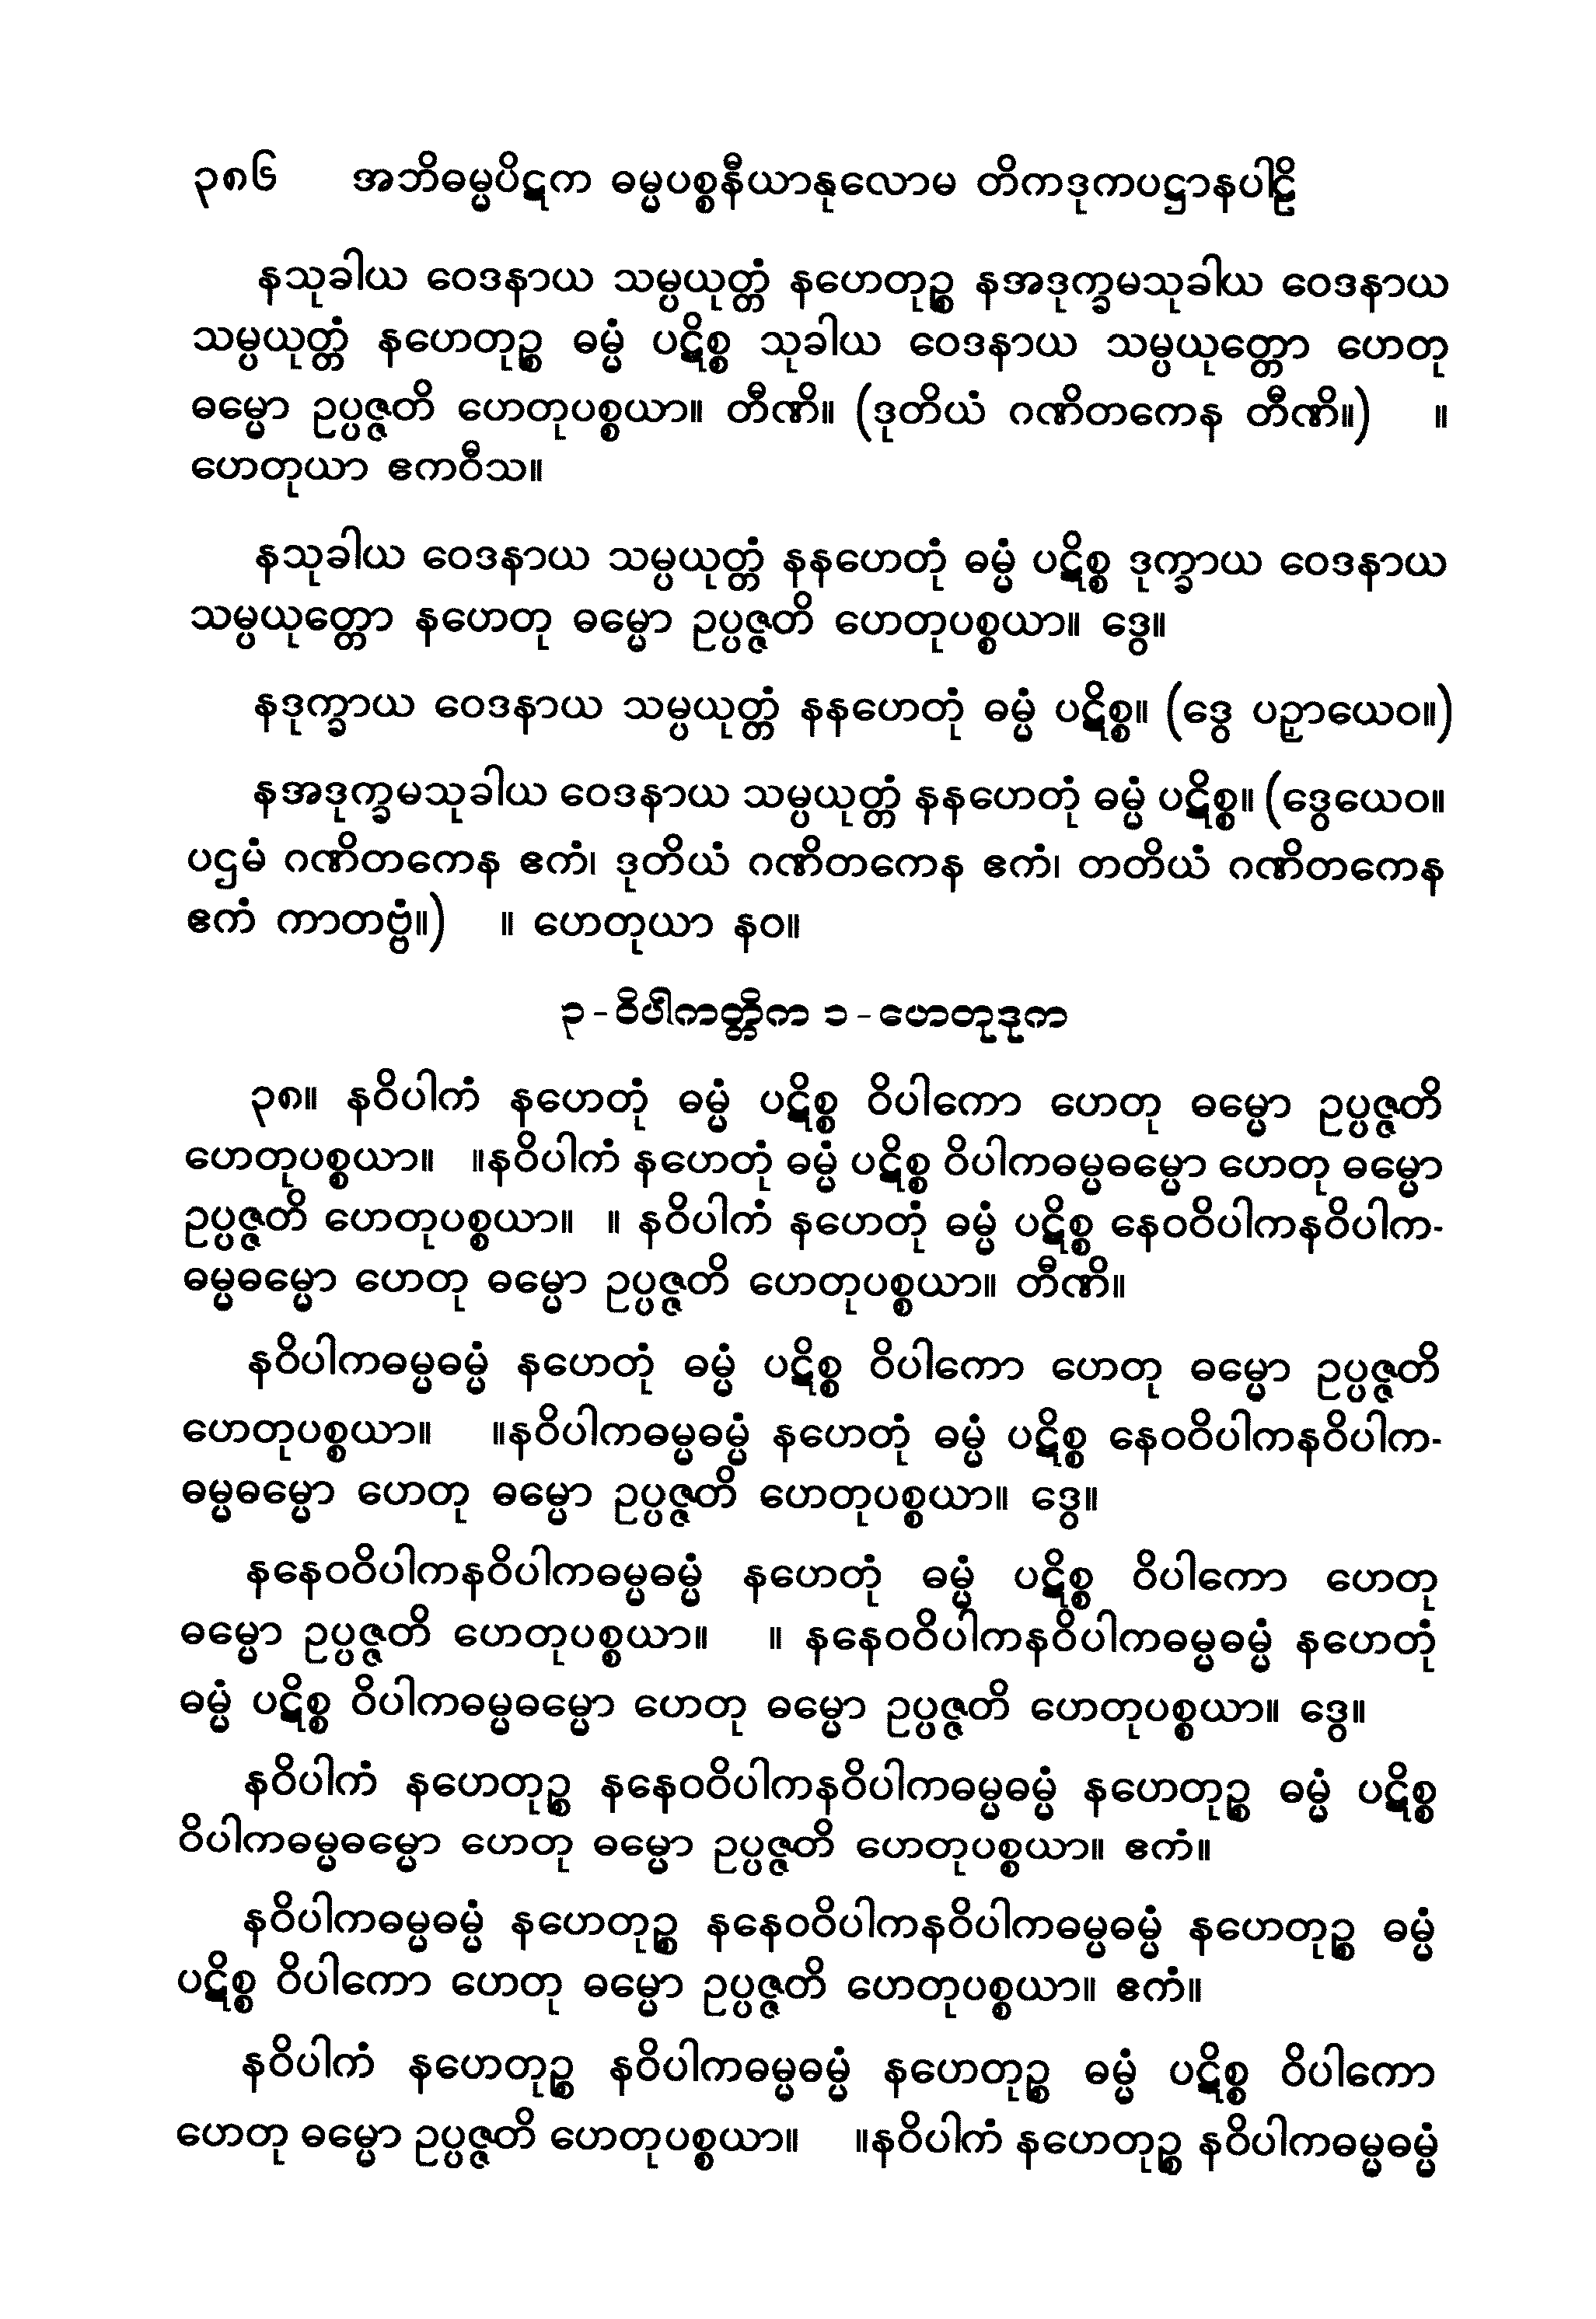 ၃၈၆ အဘိဓမ္မပိဋက ဓမ္မပစ္စနီယာနုလောမ တိကဒုကပဋ္ဌာနပါဠိ
နသုခါယ ဝေဒနာယ သမ္ပယုတ္တံ နဟေတုဉ္စ နအဒုက္ခမသုခါယ ဝေဒနာယ
သမ္ပယုတ္တံ နဟေတုဉ္စ ဓမ္မံ ပဋိစ္စ သုခါယ ဝေဒနာယ သမ္ပယုတ္တော ဟေတု
ဓမ္မော ဥပ္ပဇ္ဇတိ ဟေတုပစ္စယာ။ တီဏိ။ (ဒုတိယံ ဂဏိတကေန တီဏိ။) ။
ဟေတုယာ ဧကဝီသ။
နသုခါယ ဝေဒနာယ သမ္ပယုတ္တံ နနဟေတုံ ဓမ္မံ ပဋိစ္စ ဒုက္ခာယ ဝေဒနာယ
သမ္ပယုတ္တော နဟေတု ဓမ္မော ဥပ္ပဇ္ဇတိ ဟေတုပစ္စယာ။ ဒွေ။
နဒုက္ခာယ ဝေဒနာယ သမ္ပယုတ္တံ နနဟေတုံ ဓမ္မံ ပဋိစ္စ။ (ဒွေ ပဉှာယေဝ။)
နအဒုက္ခမသုခါယ ဝေဒနာယ သမ္ပယုတ္တံ နနဟေတုံ ဓမ္မံ ပဋိစ္စ။ (ဒွေယေဝ။
ပဌမံ ဂဏိတကေန ဧကံ၊ ဒုတိယံ ဂဏိတကေန ဧကံ၊ တတိယံ ဂဏိတကေန
ဧကံ ကာတဗ္ဗံ။) ။ ဟေတုယာ နဝ။
၃-ဝိပါကတ္တိက ၁-ဟေတုဒုက
၃၈။ နဝိပါကံ နဟေတုံ ဓမ္မံ ပဋိစ္စ ဝိပါကော ဟေတု ဓမ္မော ဥပ္ပဇ္ဇတိ
ဟေတုပစ္စယာ။ ။နဝိပါကံ နဟေတုံ ဓမ္မံ ပဋိစ္စ ဝိပါကဓမ္မဓမ္မော ဟေတု ဓမ္မော
ဥပ္ပဇ္ဇတိ ဟေတုပစ္စယာ။ ။ နဝိပါကံ နဟေတုံ ဓမ္မံ ပဋိစ္စ နေဝဝိပါကနဝိပါက-
ဓမ္မဓမ္မော ဟေတု ဓမ္မော ဥပ္ပဇ္ဇတိ ဟေတုပစ္စယာ။ တီဏိ။
နဝိပါကဓမ္မဓမ္မံ နဟေတုံ ဓမ္မံ ပဋိစ္စ ဝိပါကော ဟေတု ဓမ္မော ဥပ္ပဇ္ဇတိ
ဟေတုပစ္စယာ။ ။နဝိပါကဓမ္မဓမ္မံ နဟေတုံ ဓမ္မံ ပဋိစ္စ နေဝဝိပါကနဝိပါက-
ဓမ္မဓမ္မော ဟေတု ဓမ္မော ဥပ္ပဇ္ဇတိ ဟေတုပစ္စယာ။ ဒွေ။
နနေဝဝိပါကနဝိပါကဓမ္မဓမ္မံ နဟေတုံ ဓမ္မံ ပဋိစ္စ ဝိပါကော ဟေတု
ဓမ္မော ဥပ္ပဇ္ဇတိ ဟေတုပစ္စယာ။ ။ နနေဝဝိပါကနဝိပါကဓမ္မဓမ္မံ နဟေတုံ
ဓမ္မံ ပဋိစ္စ ဝိပါကဓမ္မဓမ္မော ဟေတု ဓမ္မော ဥပ္ပဇ္ဇတိ ဟေတုပစ္စယာ။ ဒွေ။
နဝိပါကံ နဟေတုဉ္စ နနေဝဝိပါကနဝိပါကဓမ္မဓမ္မံ နဟေတုဉ္စ ဓမ္မံ ပဋိစ္စ
ဝိပါကဓမ္မဓမ္မော ဟေတု ဓမ္မော ဥပ္ပဇ္ဇတိ ဟေတုပစ္စယာ။ ဧကံ။
နဝိပါကဓမ္မဓမ္မံ နဟေတုဉ္စ နနေဝဝိပါကနဝိပါကဓမ္မဓမ္မံ နဟေတုဉ္စ ဓမ္မံ
ပဋိစ္စ ဝိပါကော ဟေတု ဓမ္မော ဥပ္ပဇ္ဇတိ ဟေတုပစ္စယာ။ ဧကံ။
နဝိပါကံ နဟေတုဉ္စ နဝိပါကဓမ္မဓမ္မံ နဟေတုဉ္စ ဓမ္မံ ပဋိစ္စ ဝိပါကော
ဟေတု ဓမ္မော ဥပ္ပဇ္ဇတိ ဟေတုပစ္စယာ။ ။နဝိပါကံ နဟေတုဉ္စ နဝိပါကဓမ္မဓမ္မံ